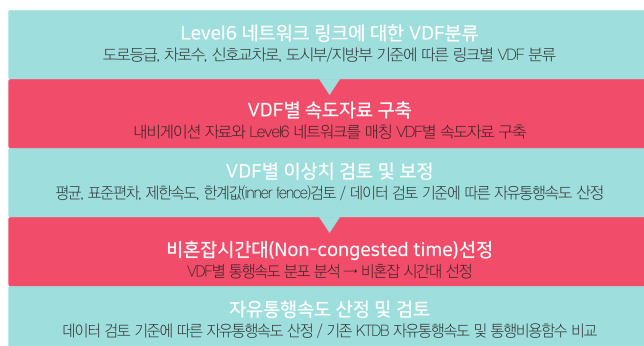 Level6 네트워크 링크에 대한 VDF분류
도로등급, 차로수, 신호교차로, 도시부/지방부 기준에 따른 링크별 VDF 분류
VDF별 속도자료 구축
내비게이션 자료와 Level6 네트워크를 매칭 VDF별 속도자료 구축
VDF별 이상치 검토 및 보정
평균, 표준편차, 제한속도, 한계값(inner fence)검토 / 데이터 검토 기준에 따른 자유통행속도 산정
비혼잡시간대(Non-congested time)선정
VDF별 통행속도 분포 분석 → 비혼잡 시간대 선정
자유통행속도 산정 및 검토
데이터 검토 기준에 따른 자유통행속도 산정 / 기존 KTDB 자유통행속도 및 통행비용함수 비교